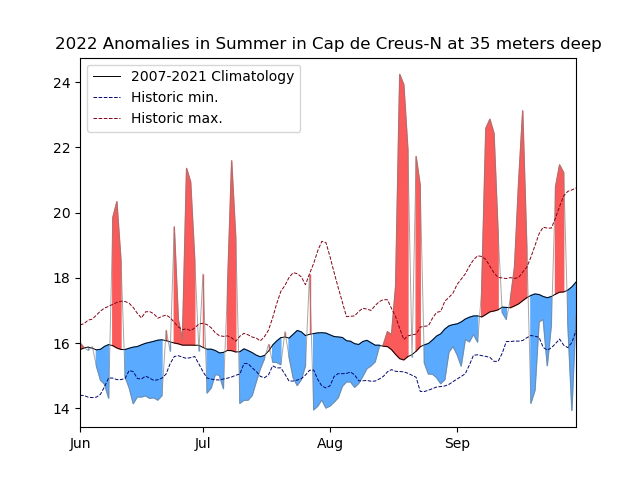 2022 Anomalies in Summer in Cap de Creus-N at 35 meters deep
2007-2021 Climatology
Historic min.
Historic max.
24
22
20
18
16
14
Jun Jul Aug Sep